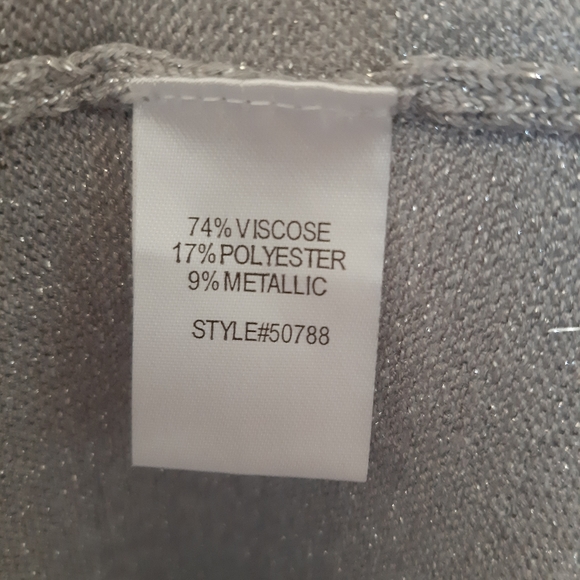 74% VISCOSE
17% POLYESTER
9% METALLIC
STYLE#50788